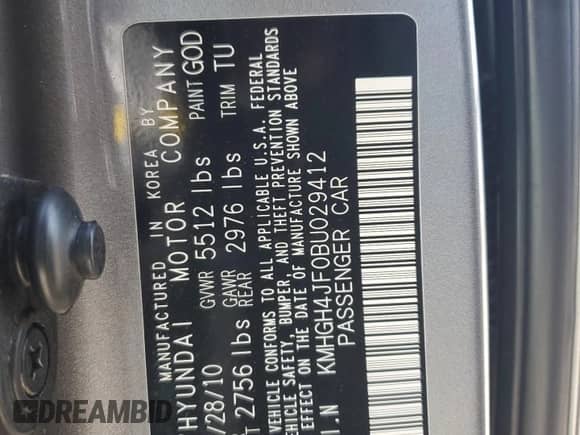 MANUFACTURED IN KOREA BY
HYUNDAI MOTOR COMPANY
/28/10 GVWR 5512 lbs PAINT GOD
2756 lbs GAWR REAR 2976 lbs TRIM TU
VEHICLE CONFORMS TO ALL APPLICABLE U.S.A. FEDERAL
VEHICLE SAFETY, BUMPER, AND THEFT PREVENTION STANDARDS
EFFECT ON THE DATE OF MANUFACTURE SHOWN ABOVE
I.N KMHGH4JF0BU029412
PASSENGER CAR
DREAMBID